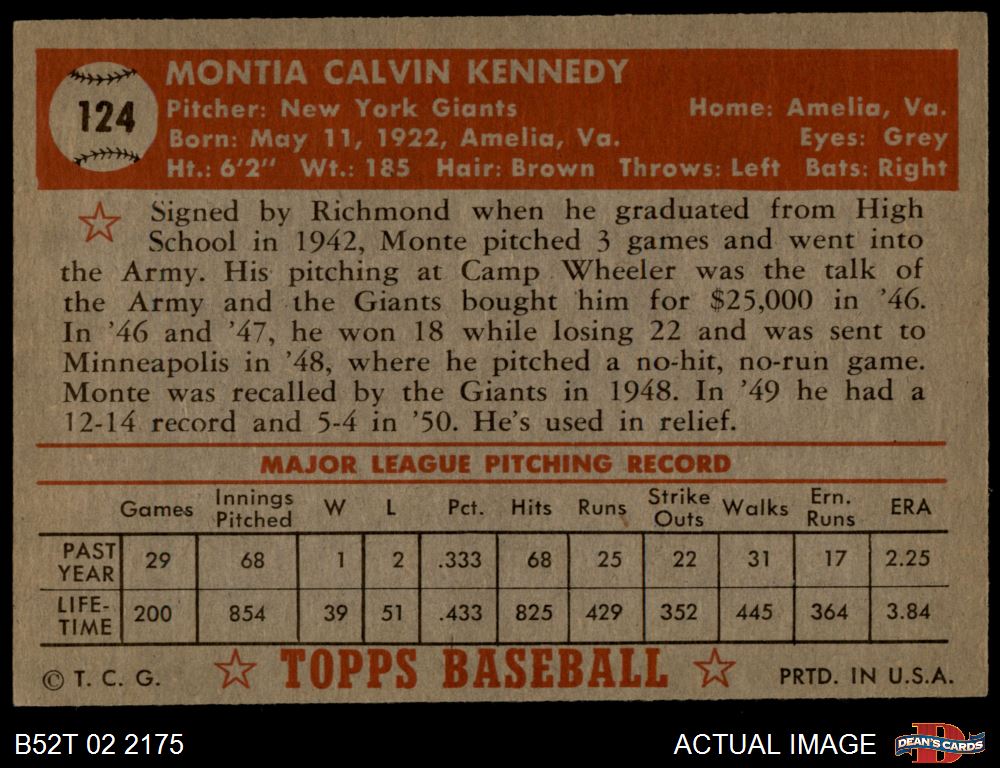 124
MONTIA CALVIN KENNEDY
Pitcher: New York Giants Home: Amelia, Va.
Born: May 11, 1922, Amelia, Va. Eyes: Grey
Ht.: 6'2" Wt.: 185 Hair: Brown Throws: Left Bats: Right
Signed by Richmond when he graduated from High
School in 1942, Monte pitched 3 games and went into
the Army. His pitching at Camp Wheeler was the talk of
the Army and the Giants bought him for $25,000 in '46.
In '46 and '47, he won 18 while losing 22 and was sent to
Minneapolis in '48, where he pitched a no-hit, no-run game.
Monte was recalled by the Giants in 1948. In '49 he had a
12-14 record and 5-4 in '50. He's used in relief.
MAJOR LEAGUE PITCHING RECORD
Games Innings Pitched W L Pct. Hits Runs Strike Outs Walks Ern. Runs ERA
PAST YEAR 29 68 1 2 .333 68 25 22 31 17 2.25
LIFE-TIME 200 854 39 51 .433 825 429 352 445 364 3.84
© T. C. G. TOPPS BASEBALL PRTD. IN U.S.A.
B52T 02 2175 ACTUAL IMAGE D DEAN'S CARDS